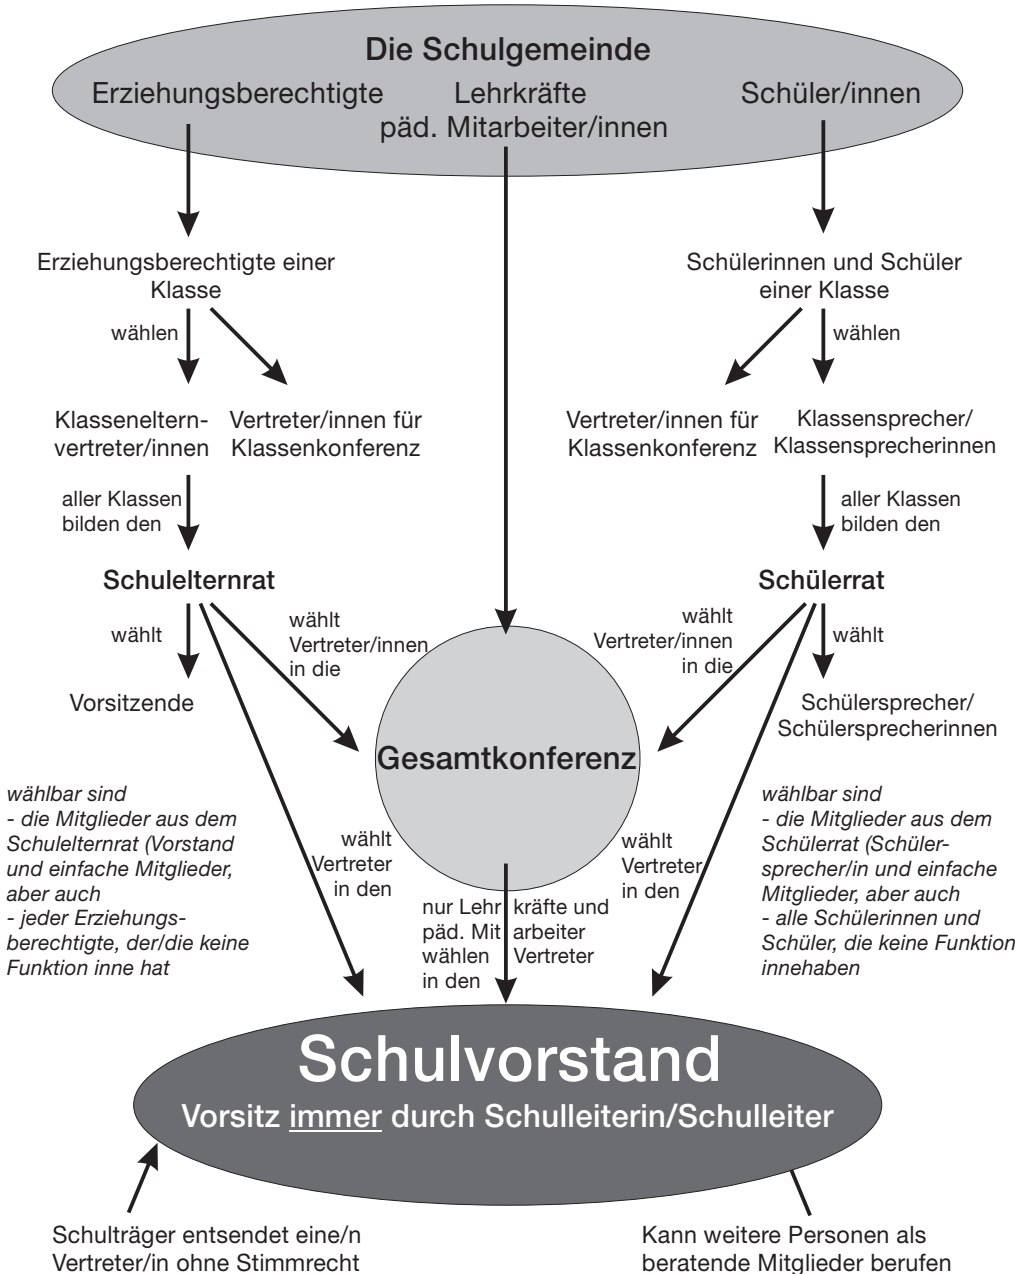 Die Schulgemeinde
Erziehungsberechtigte
Lehrkräfte
päd. Mitarbeiter/innen
Schüler/innen
Erziehungsberechtigte einer
Klasse
Schülerinnen und Schüler
einer Klasse
wählen
wählen
Klasseneltern-
vertreter/innen
Vertreter/innen für
Klassenkonferenz
Vertreter/innen für
Klassenkonferenz
Klassensprecher/
Klassensprecherinnen
aller Klassen
bilden den
aller Klassen
bilden den
Schulelternrat
Schülerrat
wählt
wählt
Vertreter/innen
in die
wählt
Vertreter/innen
in die
wählt
Vorsitzende
Schülersprecher/
Schülersprecherinnen
Gesamtkonferenz
wählbar sind
- die Mitglieder aus dem
Schulelternrat (Vorstand
und einfache Mitglieder,
aber auch
- jeder Erziehungs-
berechtigte, der/die keine
Funktion inne hat
wählt
Vertreter
in den
wählt
Vertreter
in den
wählbar sind
- die Mitglieder aus dem
Schülerrat (Schüler-
sprecher/in und einfache
Mitglieder, aber auch
- alle Schülerinnen und
Schüler, die keine Funktion
innehaben
nur Lehrkräfte und
päd. Mitarbeiter
wählen Vertreter
in den
Schulvorstand
Vorsitz immer durch Schulleiterin/Schulleiter
Schulträger entsendet eine/n
Vertreter/in ohne Stimmrecht
Kann weitere Personen als
beratende Mitglieder berufen